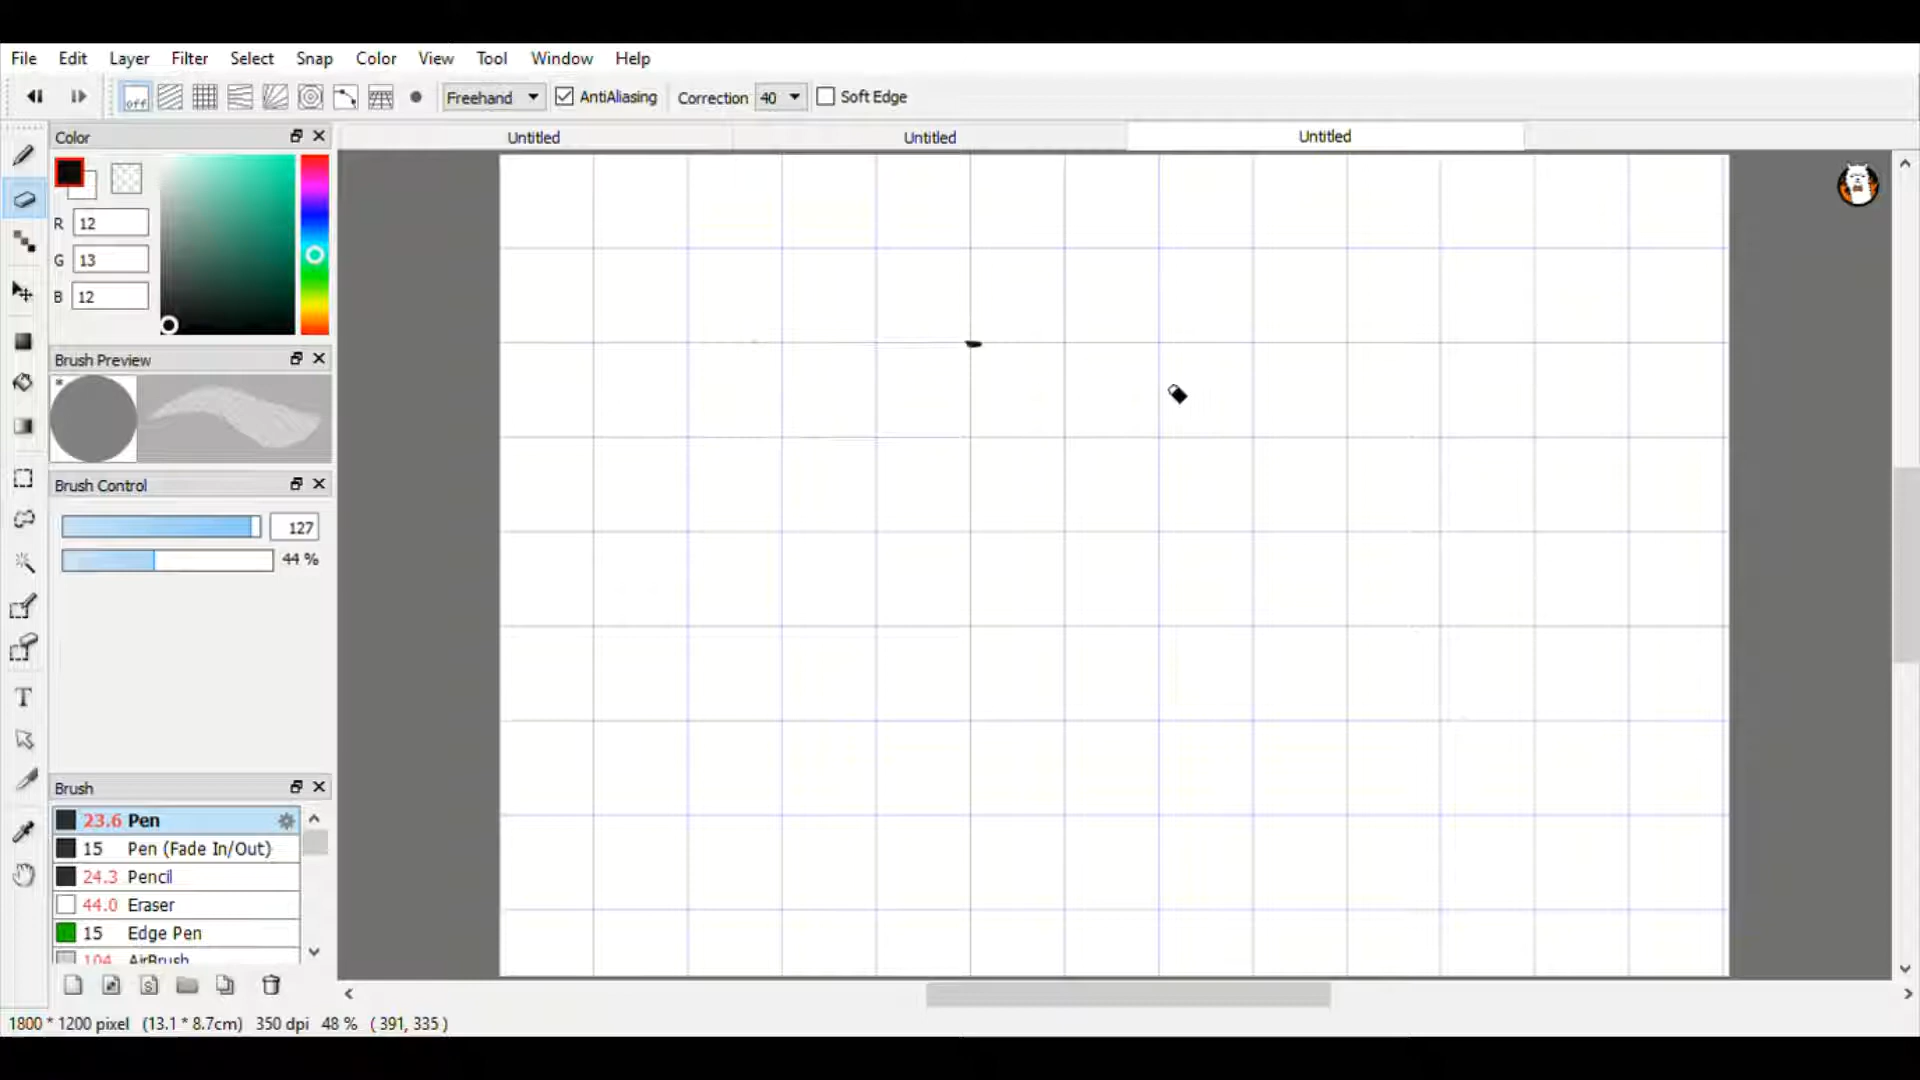 File Edit Layer Filter Select Snap Color View Tool Window Help
off Freehand AntiAliasing Correction 40 Soft Edge
Color
Untitled Untitled Untitled
R 12
G 13
B 12
Brush Preview
*
Brush Control
127
44 %
Brush
23.6 Pen
15 Pen (Fade In/Out)
24.3 Pencil
44.0 Eraser
15 Edge Pen
104 AirBrush
S
T
1800 * 1200 pixel (13.1 * 8.7cm) 350 dpi 48 % ( 391, 335 )